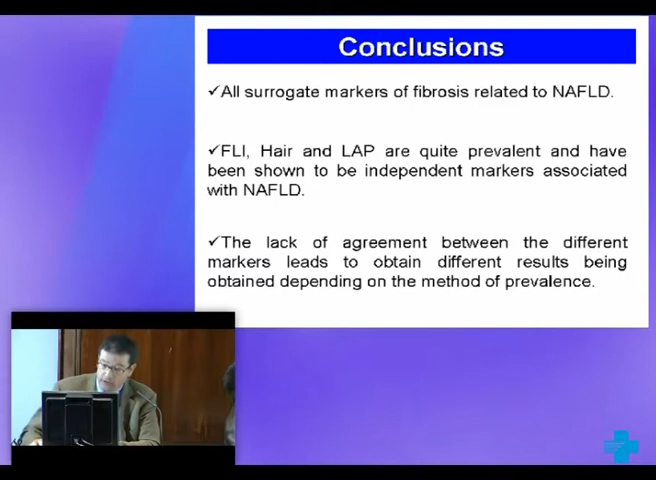 Conclusions
✓All surrogate markers of fibrosis related to NAFLD.
✓FLI, Hair and LAP are quite prevalent and have
been shown to be independent markers associated
with NAFLD.
✓The lack of agreement between the different
markers leads to obtain different results being
obtained depending on the method of prevalence.